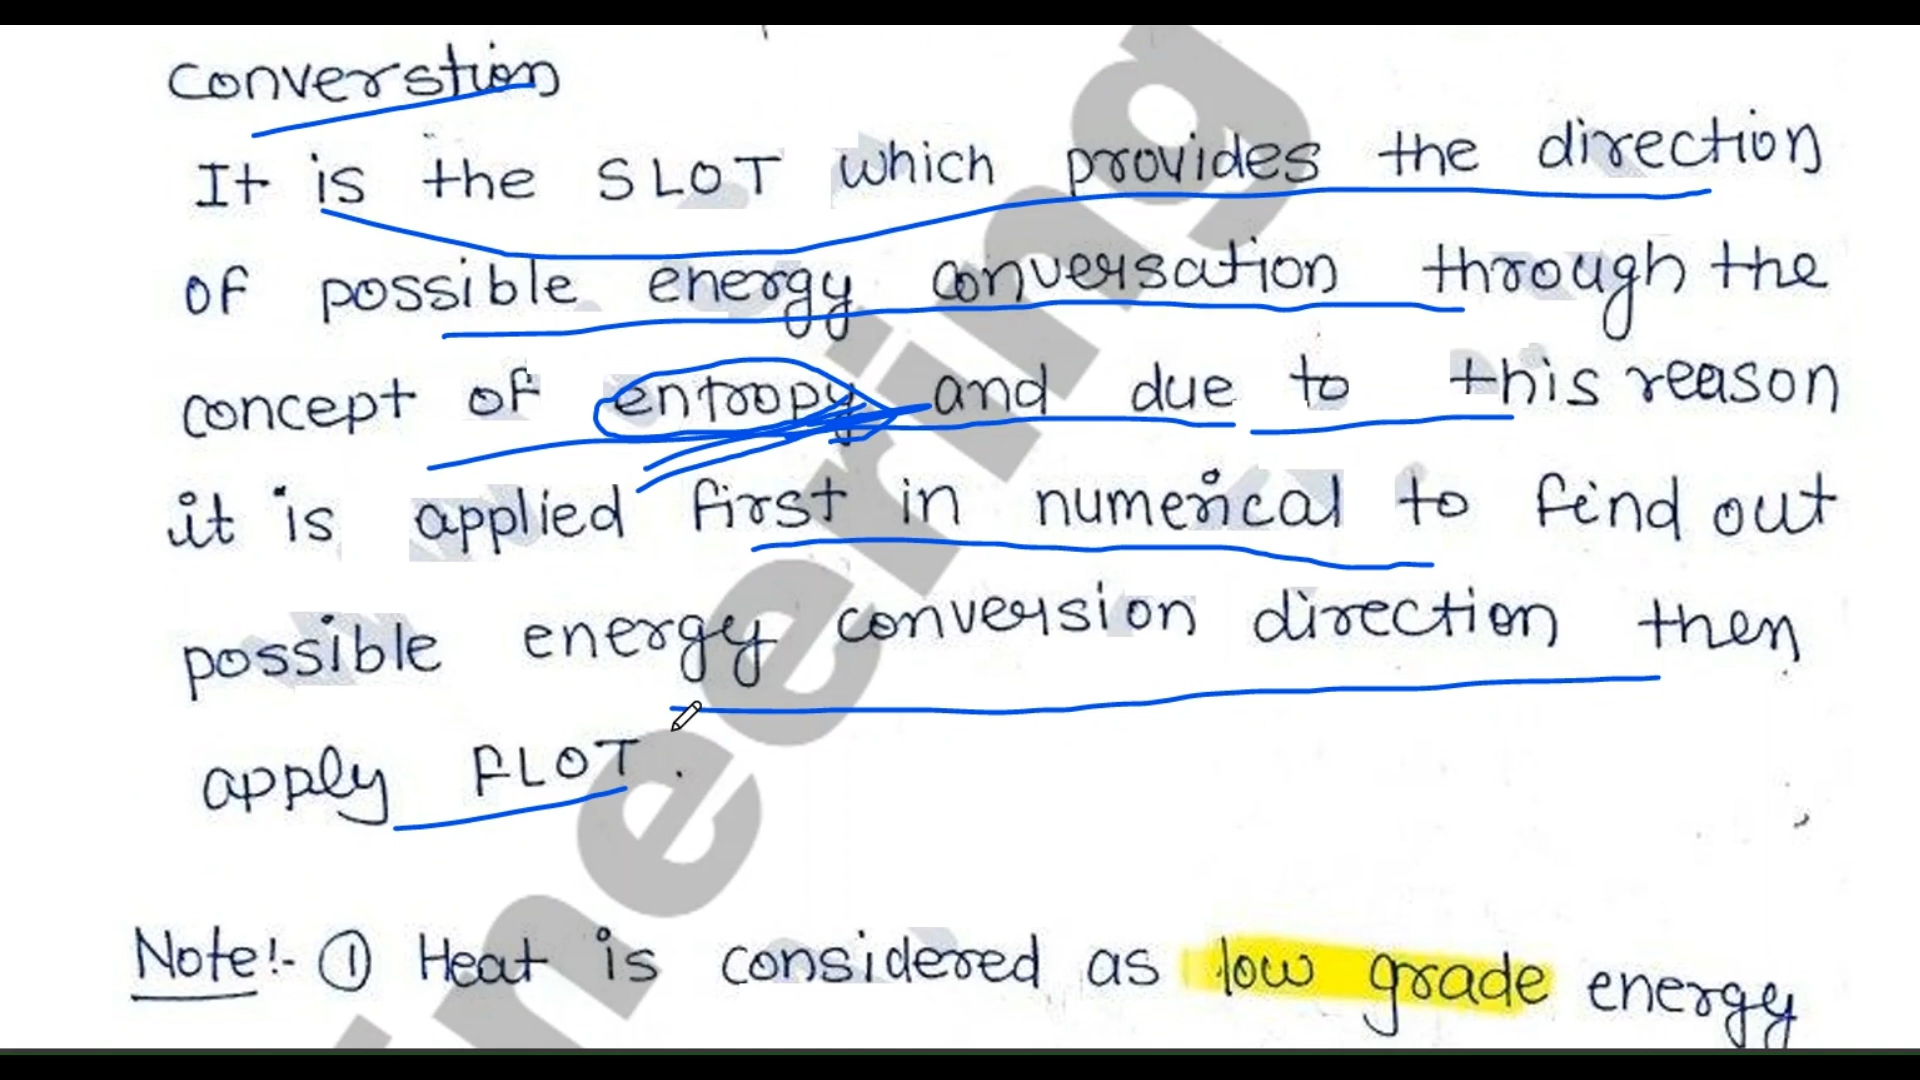 converstion
It is the SLOT which provides the direction
of possible energy conversation through the
concept of entropy and due to this reason
it is applied first in numerical to find out
possible energy conversion direction then
apply FLOT.
Note:- ① Heat is considered as low grade energy
ineering